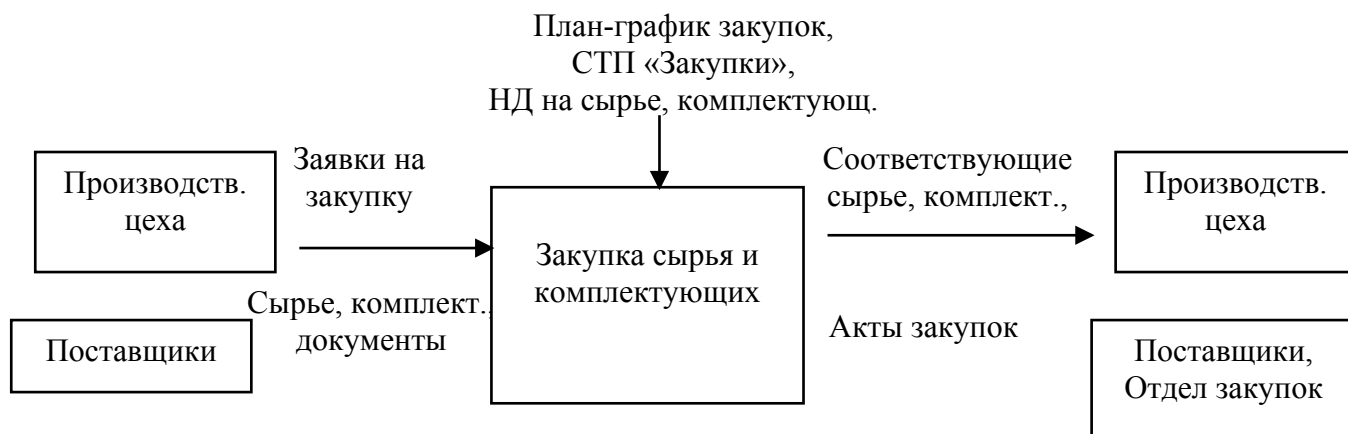 План-график закупок,
СТП «Закупки»,
НД на сырье, комплектующ.
Производств.
цеха
Заявки на
закупку
Сырье, комплект.,
документы
Поставщики
Закупка сырья и
комплектующих
Соответствующие
сырье, комплект.,
Акты закупок
Производств.
цеха
Поставщики,
Отдел закупок